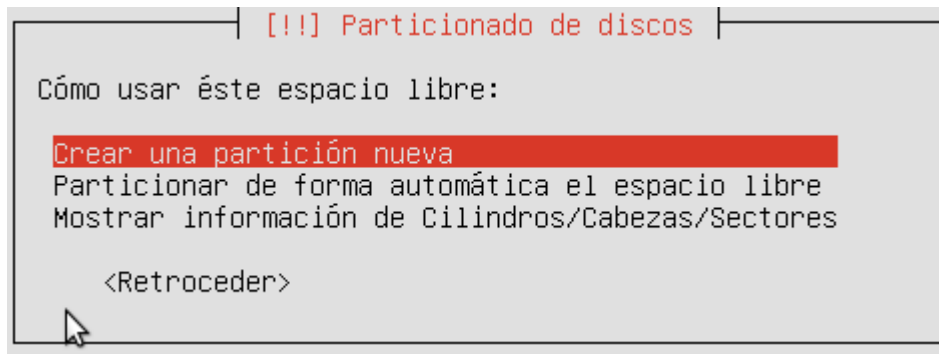 [!!] Particionado de discos
Cómo usar éste espacio libre:
Crear una partición nueva
Particionar de forma automática el espacio libre
Mostrar información de Cilindros/Cabezas/Sectores
<Retroceder>